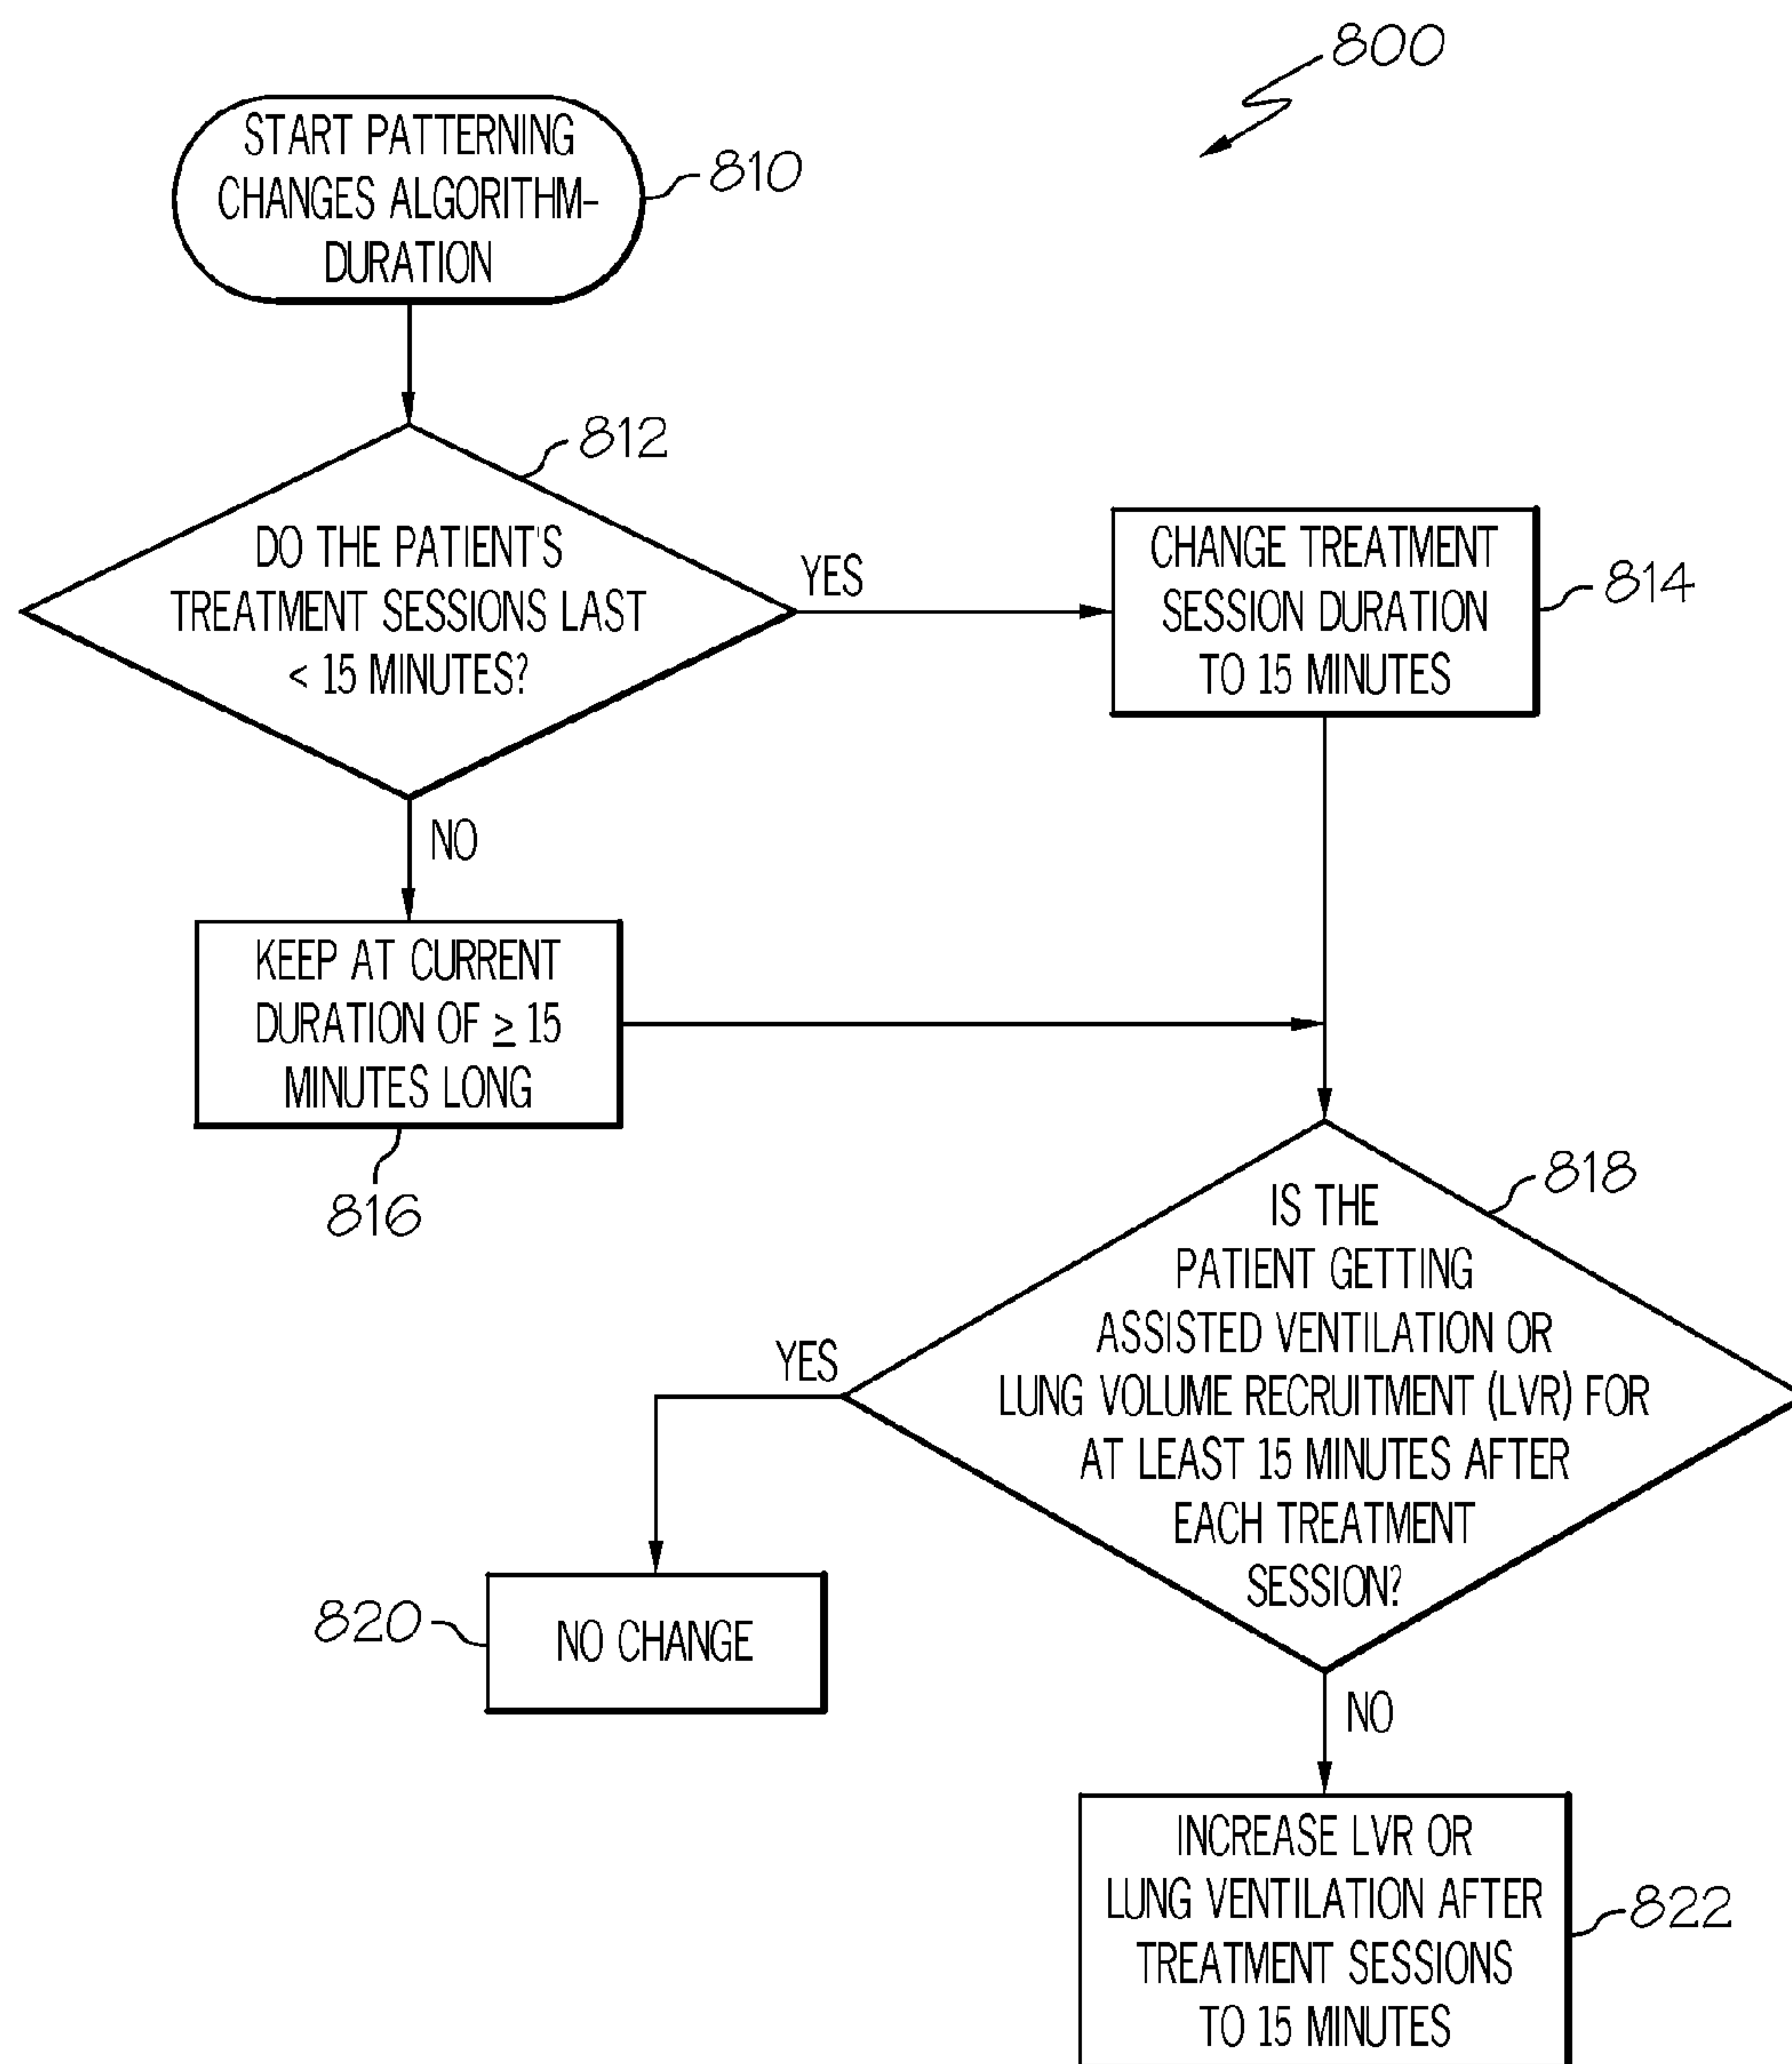 800
START PATTERNING
CHANGES ALGORITHM-
DURATION
810
812
DO THE PATIENT'S
TREATMENT SESSIONS LAST
< 15 MINUTES?
YES
CHANGE TREATMENT
SESSION DURATION
TO 15 MINUTES
814
NO
KEEP AT CURRENT
DURATION OF ≥ 15
MINUTES LONG
816
818
IS THE
PATIENT GETTING
ASSISTED VENTILATION OR
LUNG VOLUME RECRUITMENT (LVR) FOR
AT LEAST 15 MINUTES AFTER
EACH TREATMENT
SESSION?
YES
820
NO CHANGE
NO
INCREASE LVR OR
LUNG VENTILATION AFTER
TREATMENT SESSIONS
TO 15 MINUTES
822